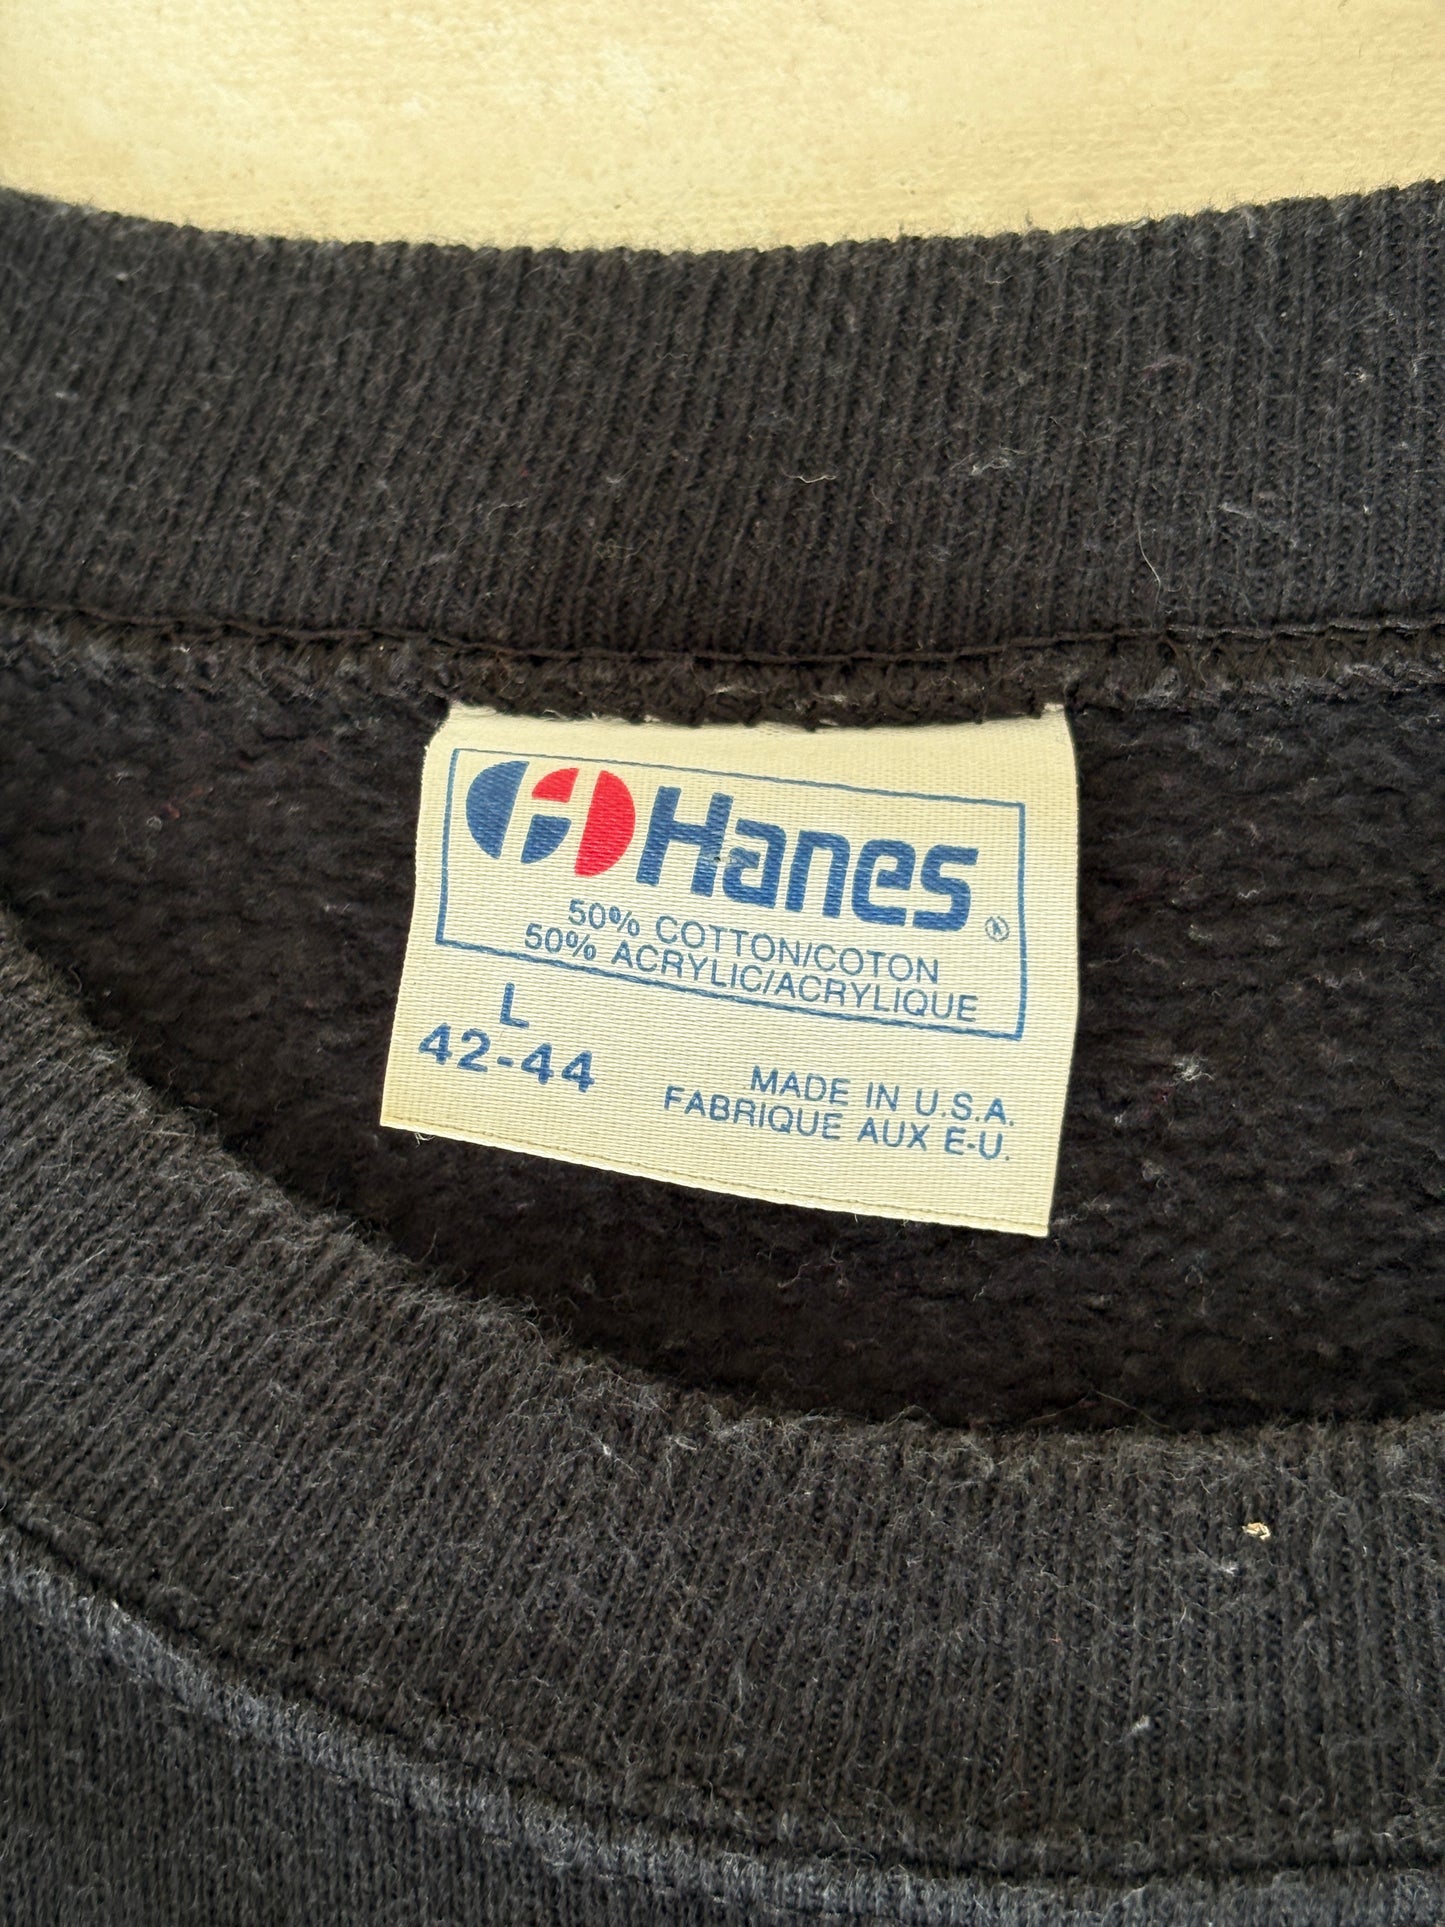 Hanes ®
50% COTTON/COTON
50% ACRYLIC/ACRYLIQUE
L
42-44
MADE IN U.S.A.
FABRIQUE AUX E-U.